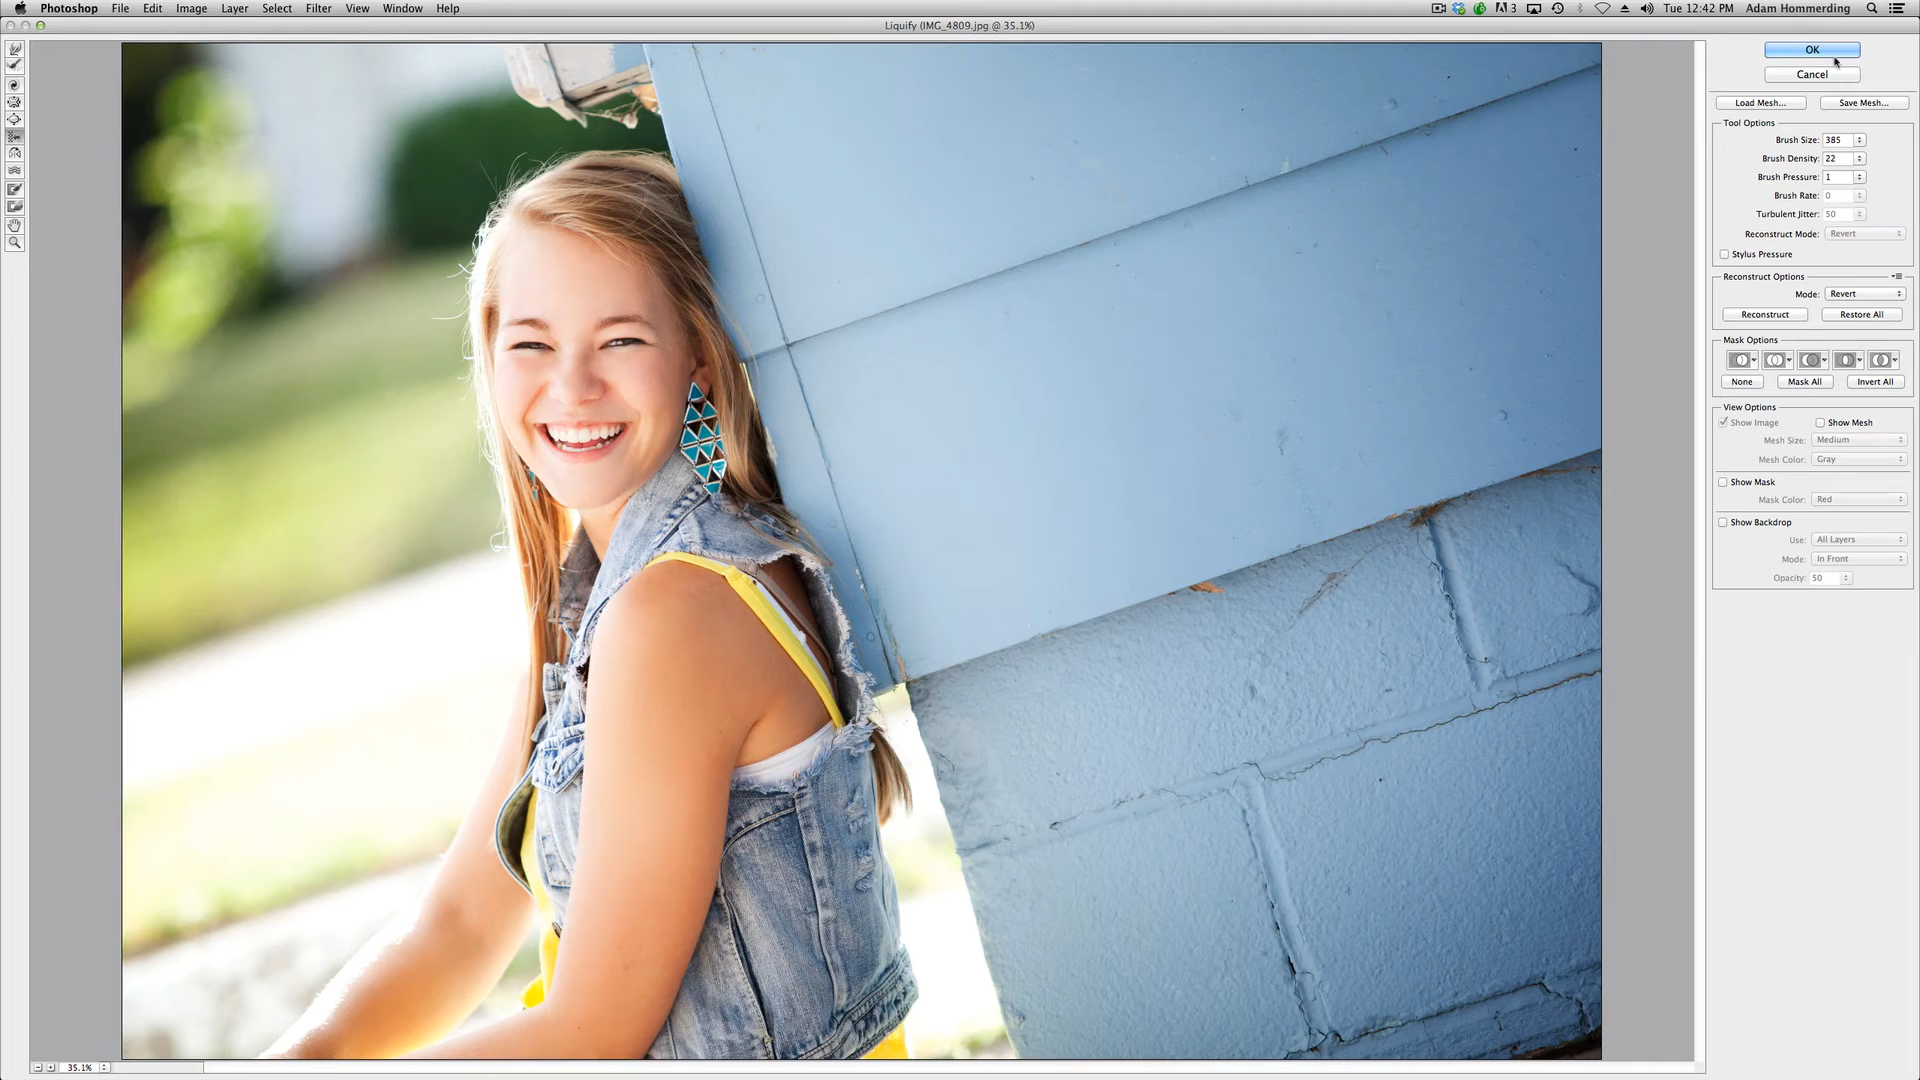 Photoshop File Edit Image Layer Select Filter View Window Help 3 Tue 12:42 PM Adam Hommerding
Liquify (IMG_4809.jpg @ 35.1%)
OK
Cancel
Load Mesh... Save Mesh...
Tool Options
Brush Size: 385
Brush Density: 22
Brush Pressure: 1
Brush Rate: 0
Turbulent Jitter: 50
Reconstruct Mode: Revert
Stylus Pressure
Reconstruct Options
Mode: Revert
Reconstruct Restore All
Mask Options
None Mask All Invert All
View Options
Show Image Show Mesh
Mesh Size: Medium
Mesh Color: Gray
Show Mask
Mask Color: Red
Show Backdrop
Use: All Layers
Mode: In Front
Opacity: 50
35.1%